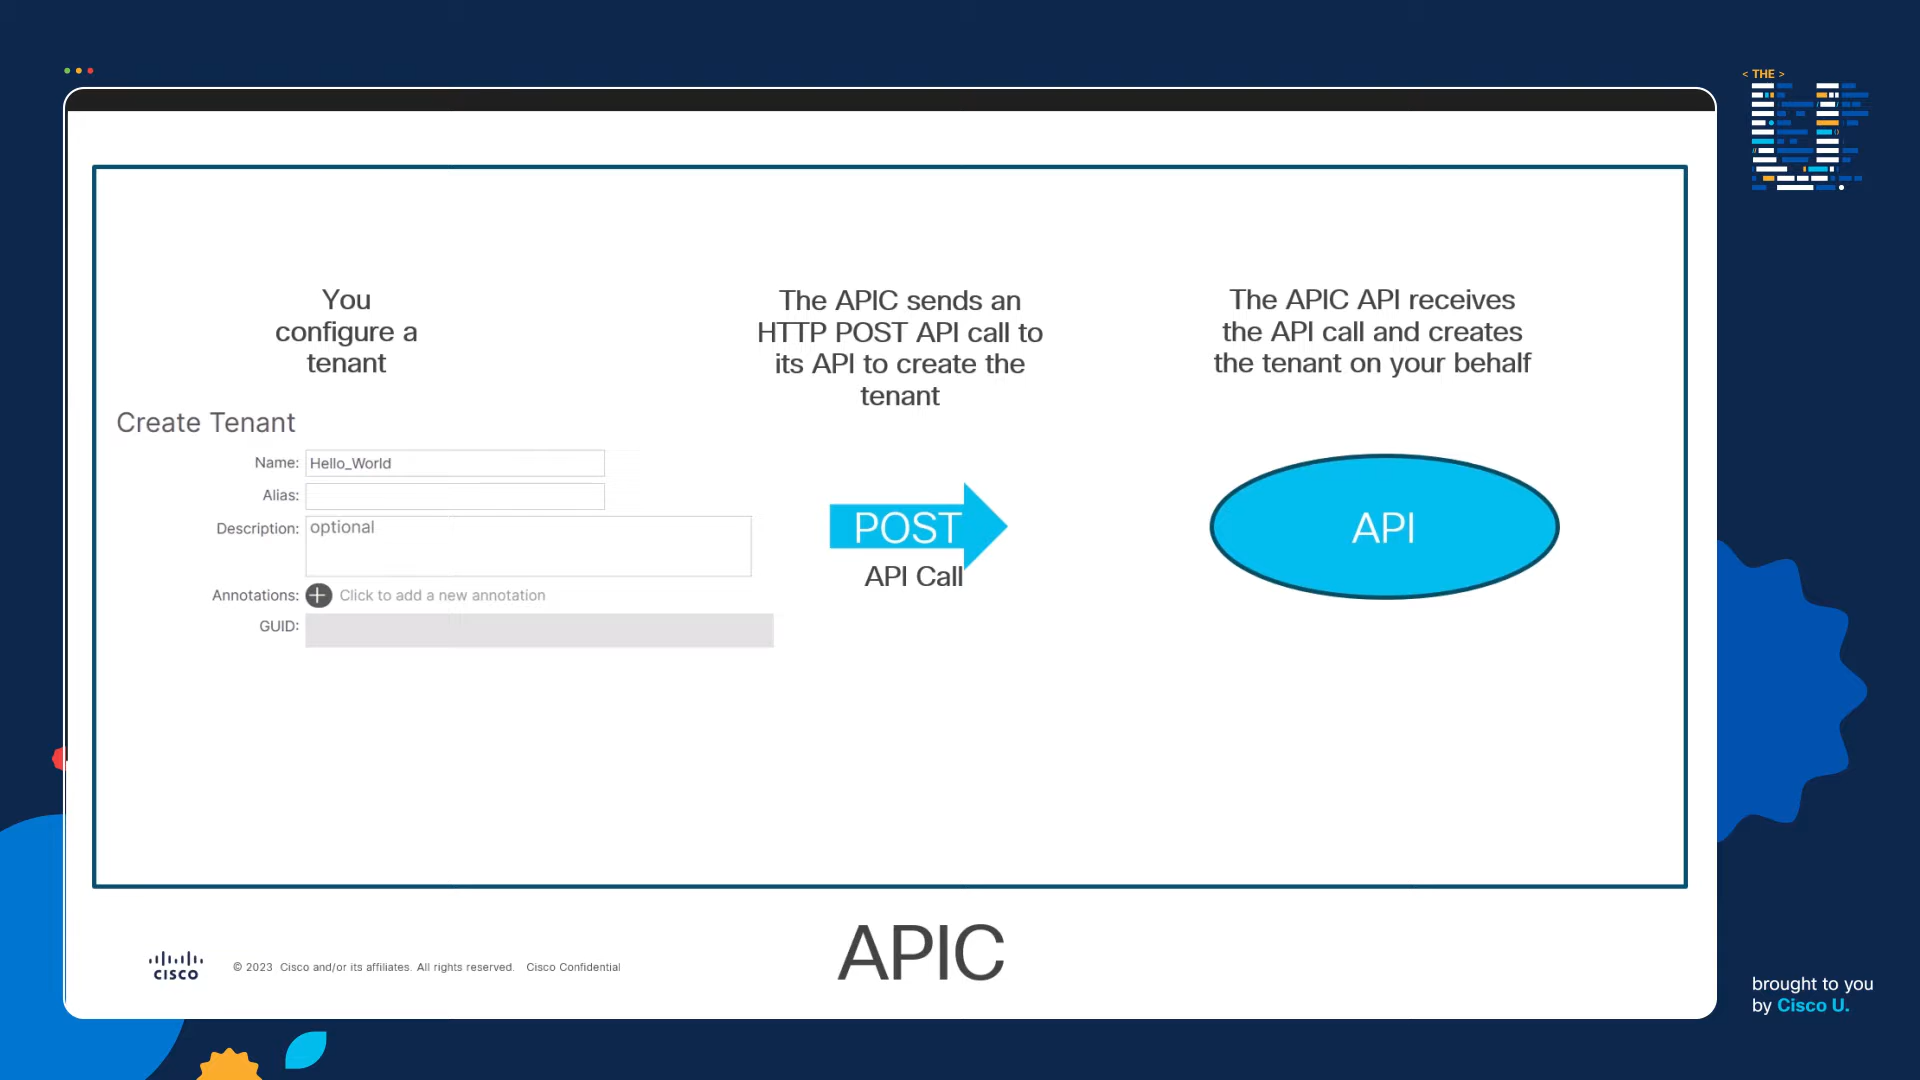 < THE >
You
configure a
tenant
The APIC sends an
HTTP POST API call to
its API to create the
tenant
The APIC API receives
the API call and creates
the tenant on your behalf
Create Tenant
Name: Hello_World
Alias:
Description: optional
Annotations: Click to add a new annotation
GUID:
POST
API Call
API
APIC
CISCO
© 2023 Cisco and/or its affiliates. All rights reserved. Cisco Confidential
brought to you
by Cisco U.